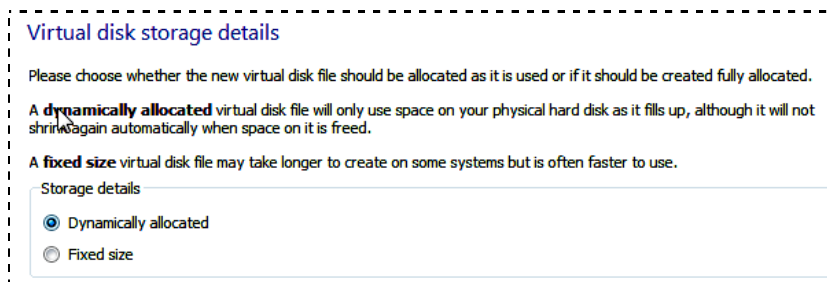 Virtual disk storage details
Please choose whether the new virtual disk file should be allocated as it is used or if it should be created fully allocated.
A dynamically allocated virtual disk file will only use space on your physical hard disk as it fills up, although it will not
shrink again automatically when space on it is freed.
A fixed size virtual disk file may take longer to create on some systems but is often faster to use.
Storage details
Dynamically allocated
Fixed size